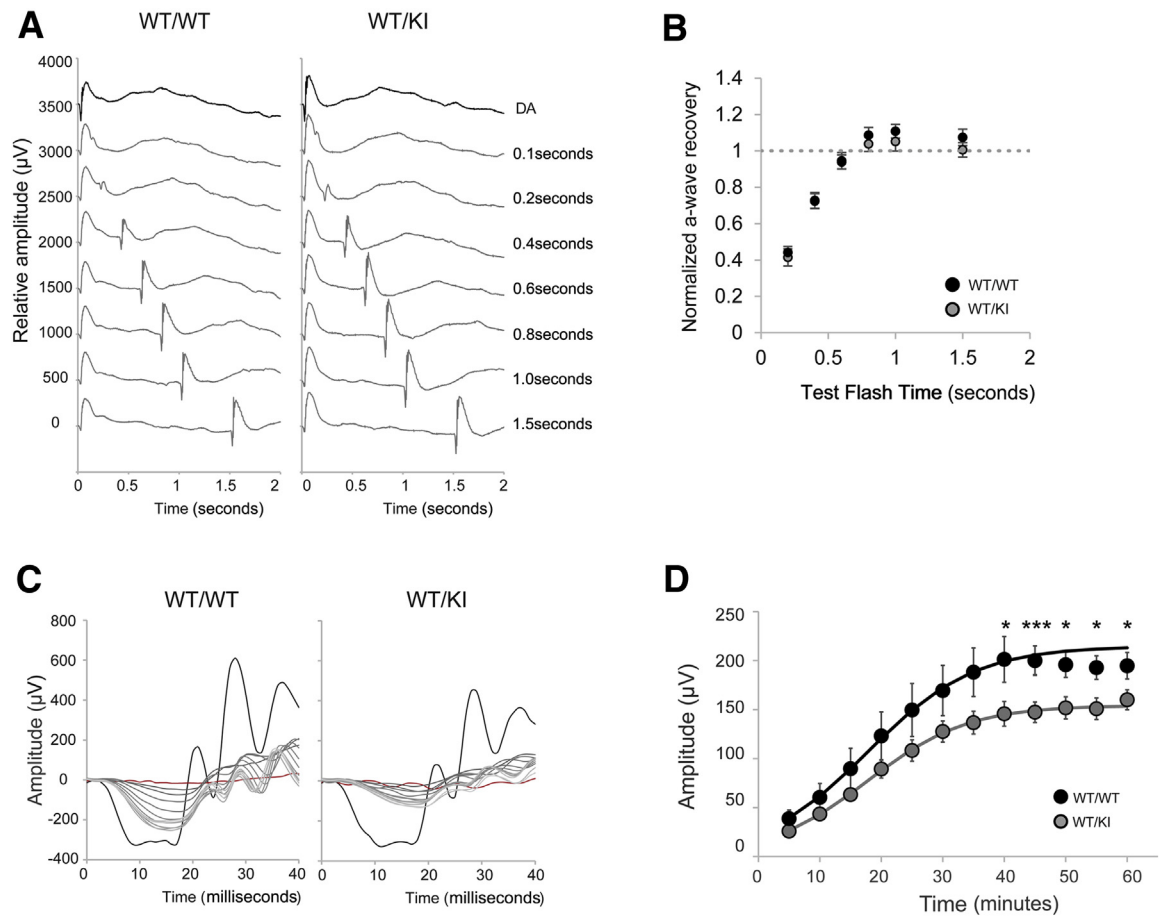 A
WT/WT
WT/KI
Relative amplitude (µV)
4000
3500
3000
2500
2000
1500
1000
500
0
DA
0.1seconds
0.2seconds
0.4seconds
0.6seconds
0.8seconds
1.0seconds
1.5seconds
0 0.5 1 1.5 2
0 0.5 1 1.5 2
Time (seconds)
Time (seconds)
B
Normalized a-wave recovery
1.4
1.2
1
0.8
0.6
0.4
0.2
0
WT/WT
WT/KI
0 0.5 1 1.5 2
Test Flash Time (seconds)
C
WT/WT
WT/KI
Amplitude (µV)
800
600
400
200
0
-200
-400
0 10 20 30 40
0 10 20 30 40
Time (milliseconds)
Time (milliseconds)
D
Amplitude (µV)
250
200
150
100
50
0
* *** * * *
WT/WT
WT/KI
0 10 20 30 40 50 60
Time (minutes)